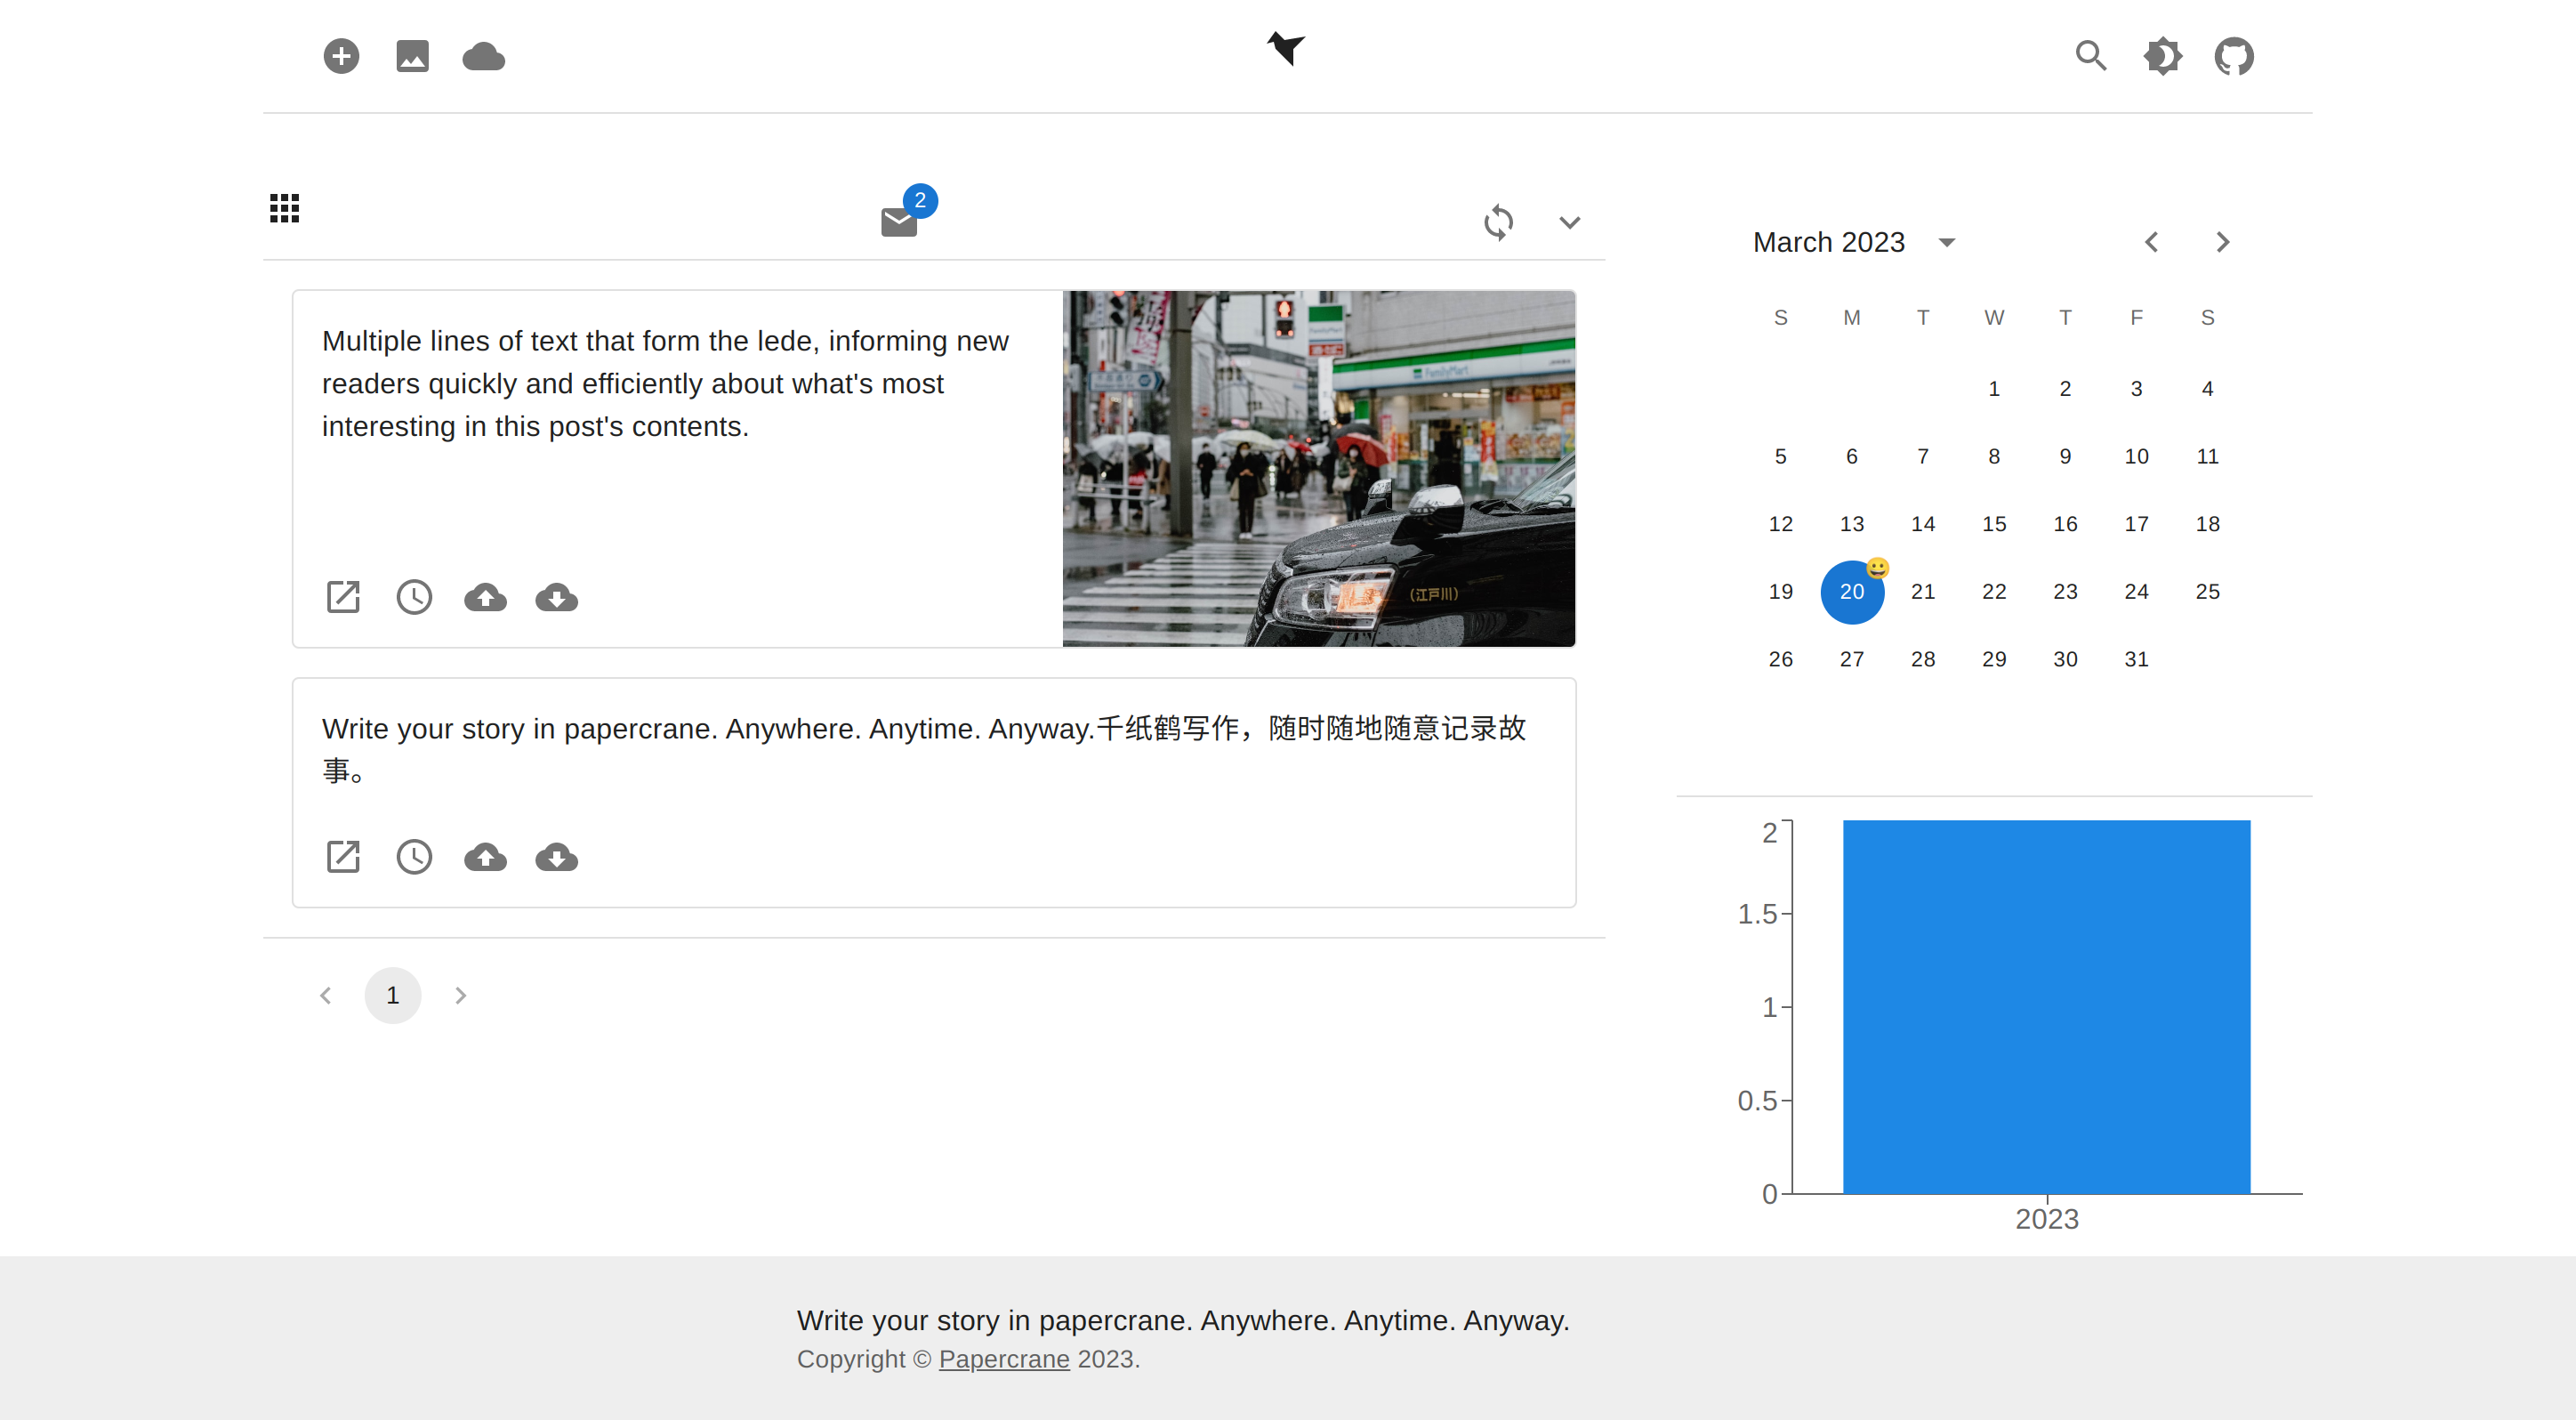 2
Multiple lines of text that form the lede, informing new
readers quickly and efficiently about what's most
interesting in this post's contents.
FamilyMart
(江戸川)
Write your story in papercrane. Anywhere. Anytime. Anyway.千纸鹤写作，随时随地随意记录故
事。
1
March 2023
S M T W T F S
1 2 3 4
5 6 7 8 9 10 11
12 13 14 15 16 17 18
19 20 21 22 23 24 25
26 27 28 29 30 31
2
1.5
1
0.5
0
2023
Write your story in papercrane. Anywhere. Anytime. Anyway.
Copyright © Papercrane 2023.